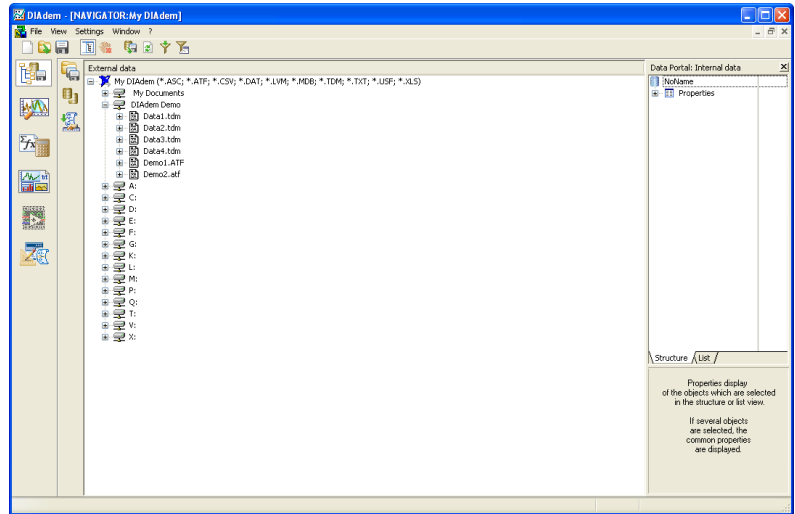 DIAdem - [NAVIGATOR:My DIAdem]
File View Settings Window ?
External data
My DIAdem (*.ASC; *.ATF; *.CSV; *.DAT; *.LVM; *.MDB; *.TDM; *.TXT; *.USF; *.XLS)
My Documents
DIAdem Demo
Data1.tdm
Data2.tdm
Data3.tdm
Data4.tdm
Demo1.ATF
Demo2.atf
A:
C:
D:
E:
F:
G:
K:
L:
M:
P:
Q:
T:
V:
X:
Data Portal: Internal data
NoName
Properties
Structure List
Properties display
of the objects which are selected
in the structure or list view.
If several objects
are selected, the
common properties
are displayed.